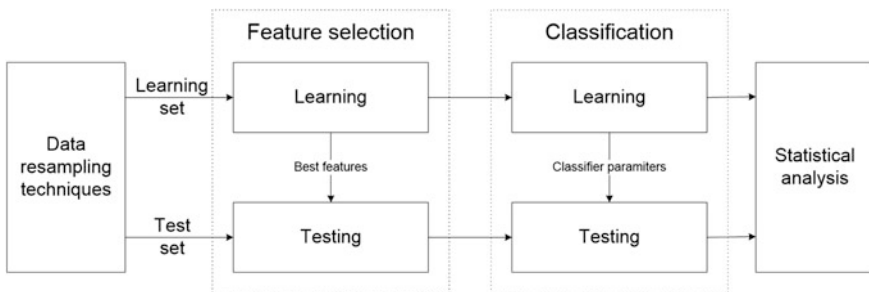 Feature selection
Classification
Learning
set
Learning
Learning
Data
resampling
techniques
Best features
Classifier paramiters
Statistical
analysis
Test
set
Testing
Testing